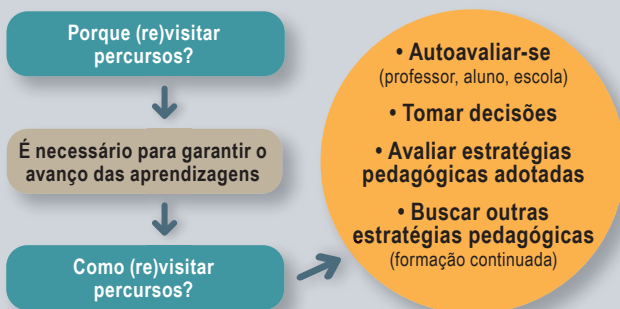 Porque (re)visitar
percursos?
É necessário para garantir o
avanço das aprendizagens
Como (re)visitar
percursos?
• Autoavaliar-se
(professor, aluno, escola)
• Tomar decisões
• Avaliar estratégias
pedagógicas adotadas
• Buscar outras
estratégias pedagógicas
(formação continuada)